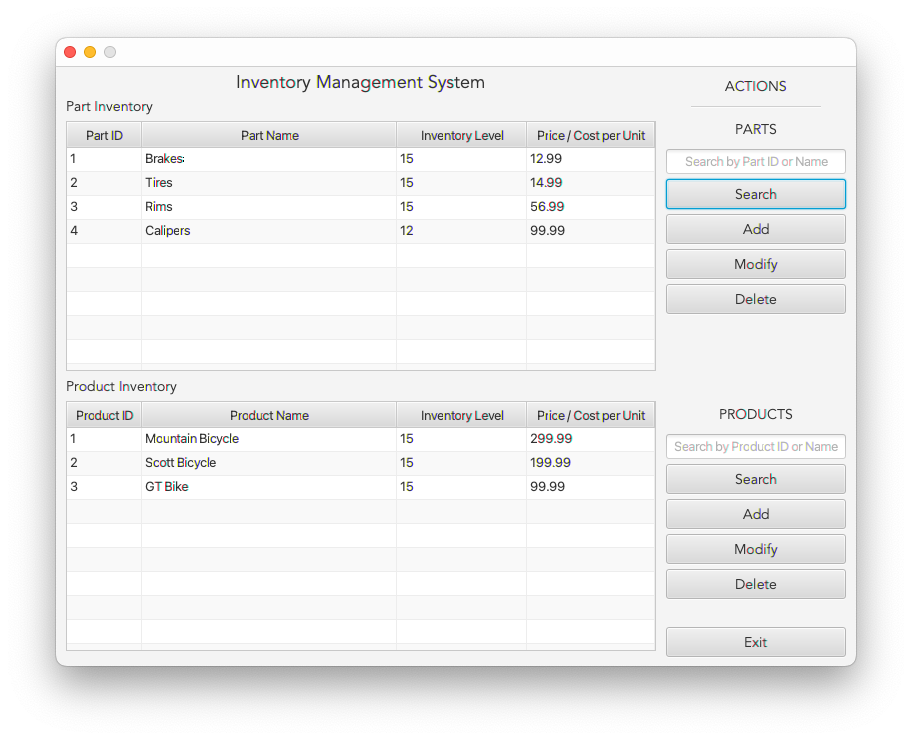 Inventory Management System
Part Inventory
Part ID Part Name Inventory Level Price / Cost per Unit
1 Brakes: 15 12.99
2 Tires 15 14.99
3 Rims 15 56.99
4 Calipers 12 99.99
Product Inventory
Product ID Product Name Inventory Level Price / Cost per Unit
1 Mountain Bicycle 15 299.99
2 Scott Bicycle 15 199.99
3 GT Bike 15 99.99
ACTIONS
PARTS
Search by Part ID or Name
Search
Add
Modify
Delete
PRODUCTS
Search by Product ID or Name
Search
Add
Modify
Delete
Exit